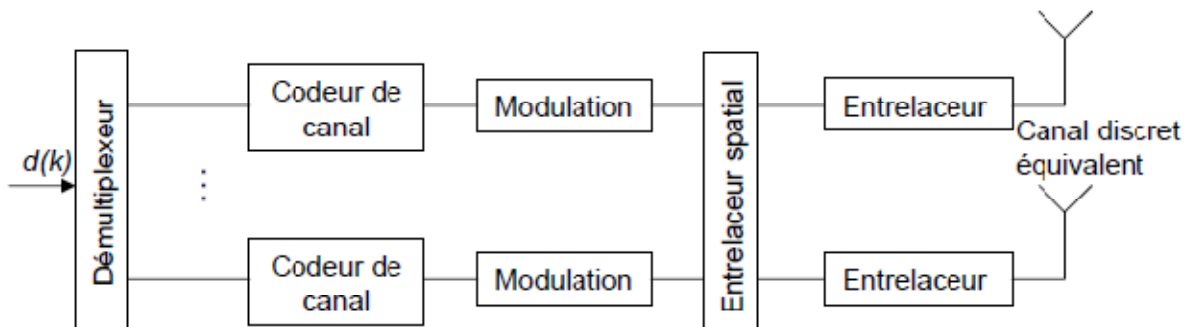 d(k)
Démultiplexeur
Codeur de
canal
Modulation
Entrelaceur spatial
Entrelaceur
Canal discret
équivalent
Codeur de
canal
Modulation
Entrelaceur